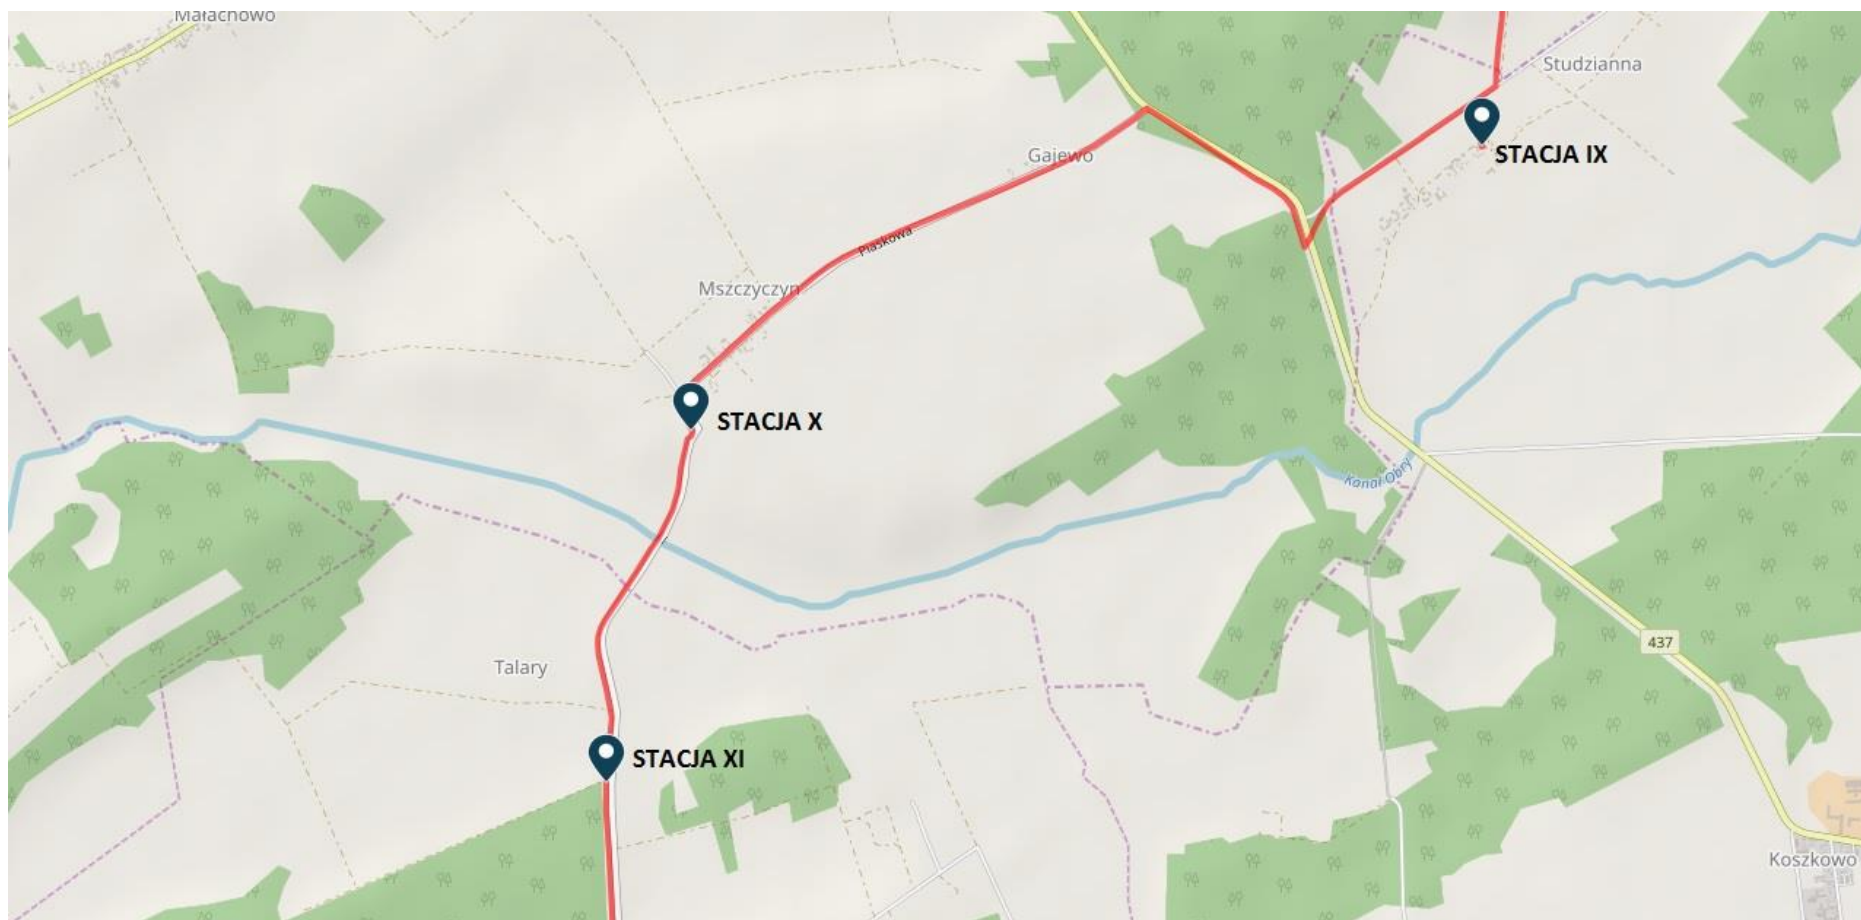 Małachowo
Studzianna
STACJA IX
Gajewo
Piaskowa
Mszczyczyn
STACJA X
Kanał Obry
437
Talary
STACJA XI
Koszkowo